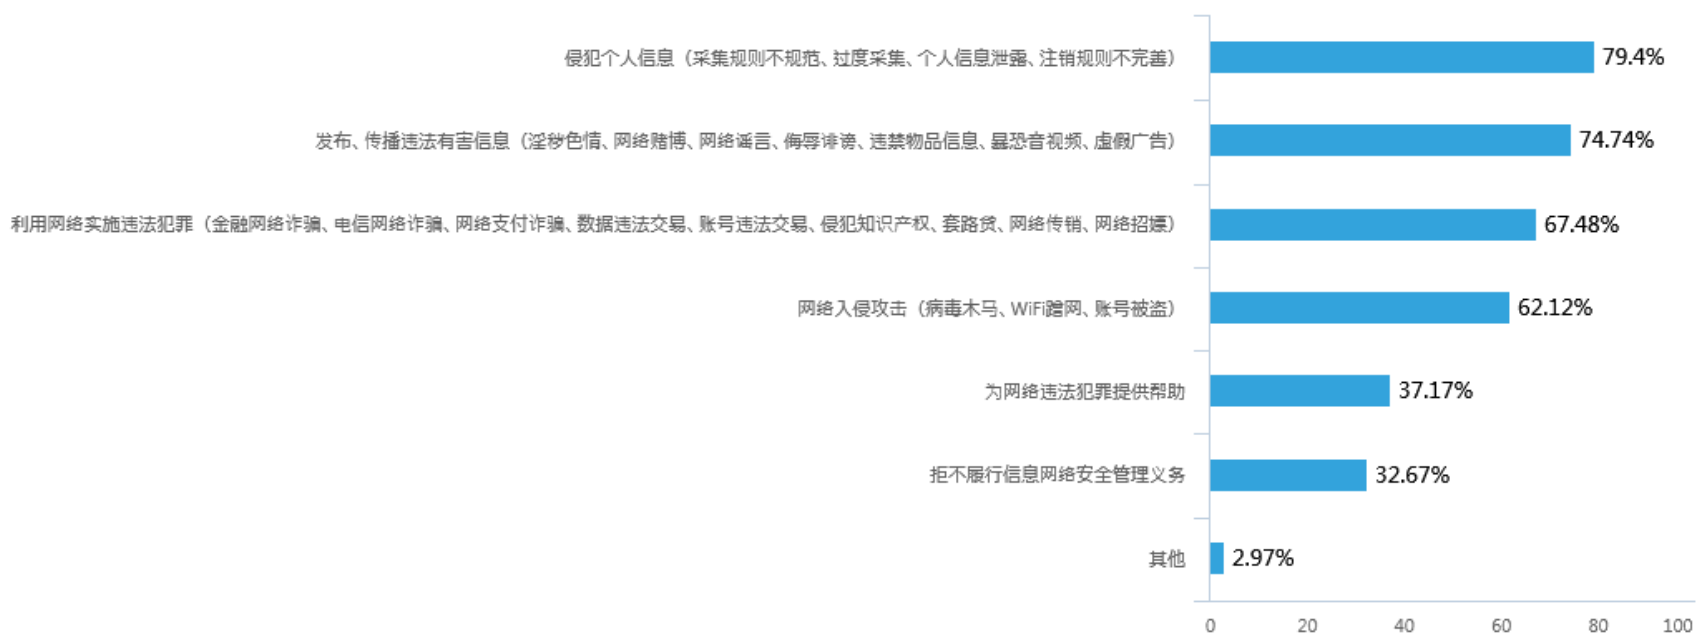 侵犯个人信息（采集规则不规范、过度采集、个人信息泄露、注销规则不完善） 79.4%
发布、传播违法有害信息（淫秽色情、网络赌博、网络谣言、侮辱诽谤、违禁物品信息、暴恐音视频、虚假广告） 74.74%
利用网络实施违法犯罪（金融网络诈骗、电信网络诈骗、网络支付诈骗、数据违法交易、账号违法交易、侵犯知识产权、套路贷、网络传销、网络招嫖） 67.48%
网络入侵攻击（病毒木马、WiFi蹭网、账号被盗） 62.12%
为网络违法犯罪提供帮助 37.17%
拒不履行信息网络安全管理义务 32.67%
其他 2.97%
0 20 40 60 80 100